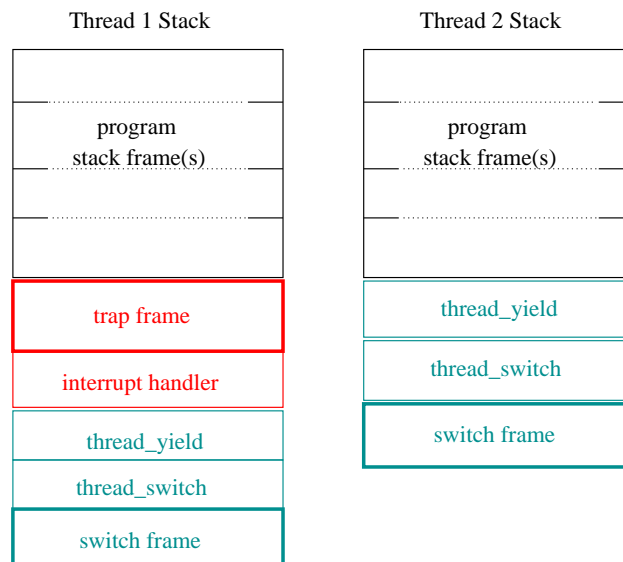 Thread 1 Stack
program
stack frame(s)
trap frame
interrupt handler
thread_yield
thread_switch
switch frame
Thread 2 Stack
program
stack frame(s)
thread_yield
thread_switch
switch frame